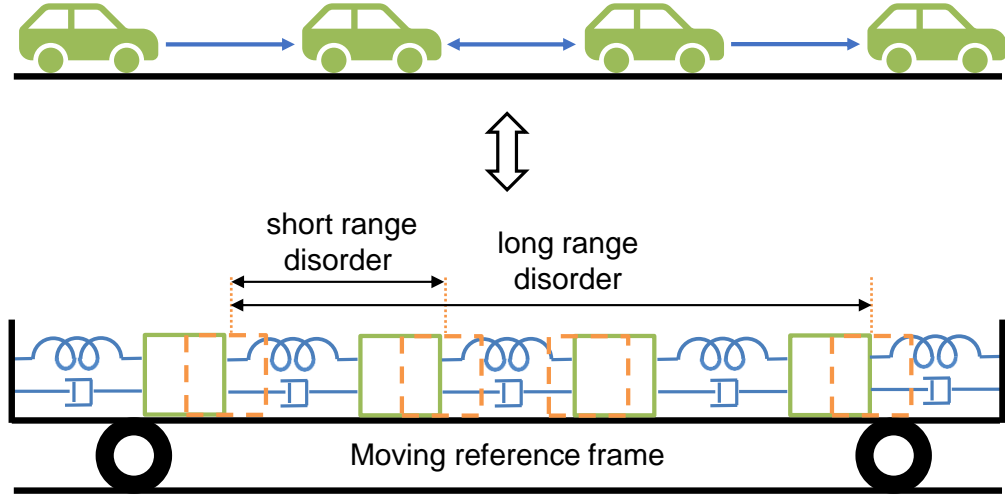 short range
disorder
long range
disorder
Moving reference frame